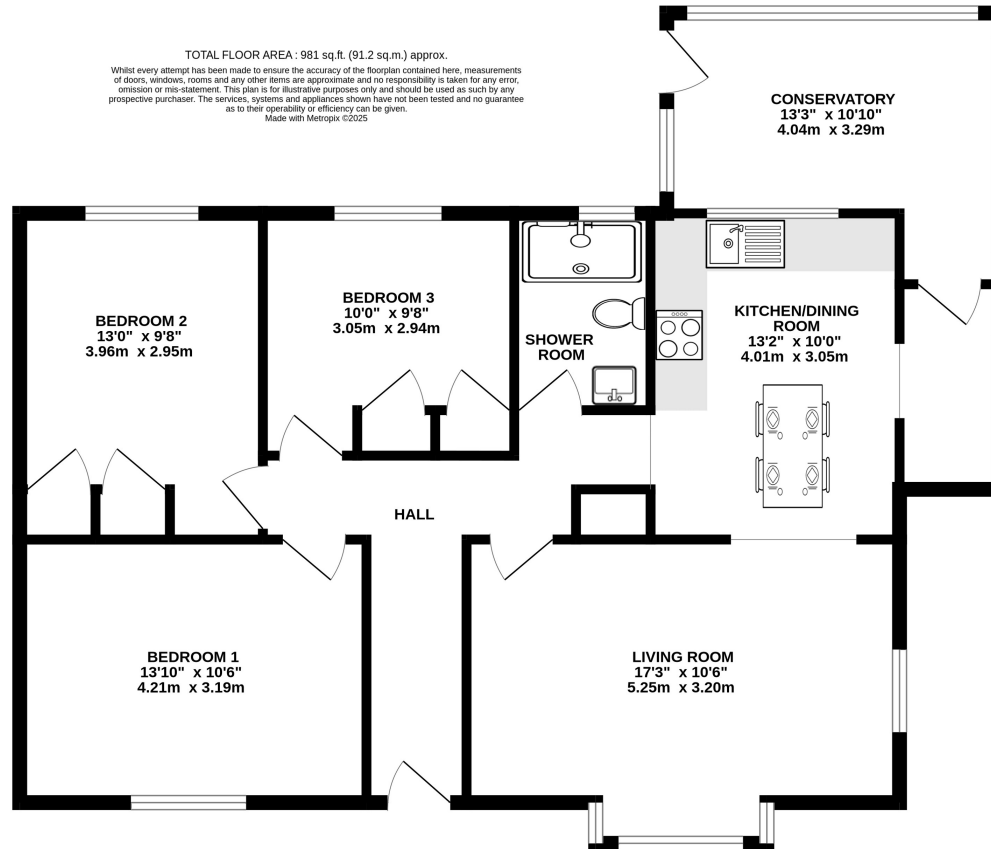 TOTAL FLOOR AREA : 981 sq.ft. (91.2 sq.m.) approx.
Whilst every attempt has been made to ensure the accuracy of the floorplan contained here, measurements
of doors, windows, rooms and any other items are approximate and no responsibility is taken for any error,
omission or mis-statement. This plan is for illustrative purposes only and should be used as such by any
prospective purchaser. The services, systems and appliances shown have not been tested and no guarantee
as to their operability or efficiency can be given.
Made with Metropix ©2025
CONSERVATORY
13'3" x 10'10"
4.04m x 3.29m
BEDROOM 2
13'0" x 9'8"
3.96m x 2.95m
BEDROOM 3
10'0" x 9'8"
3.05m x 2.94m
SHOWER
ROOM
KITCHEN/DINING
ROOM
13'2" x 10'0"
4.01m x 3.05m
HALL
BEDROOM 1
13'10" x 10'6"
4.21m x 3.19m
LIVING ROOM
17'3" x 10'6"
5.25m x 3.20m